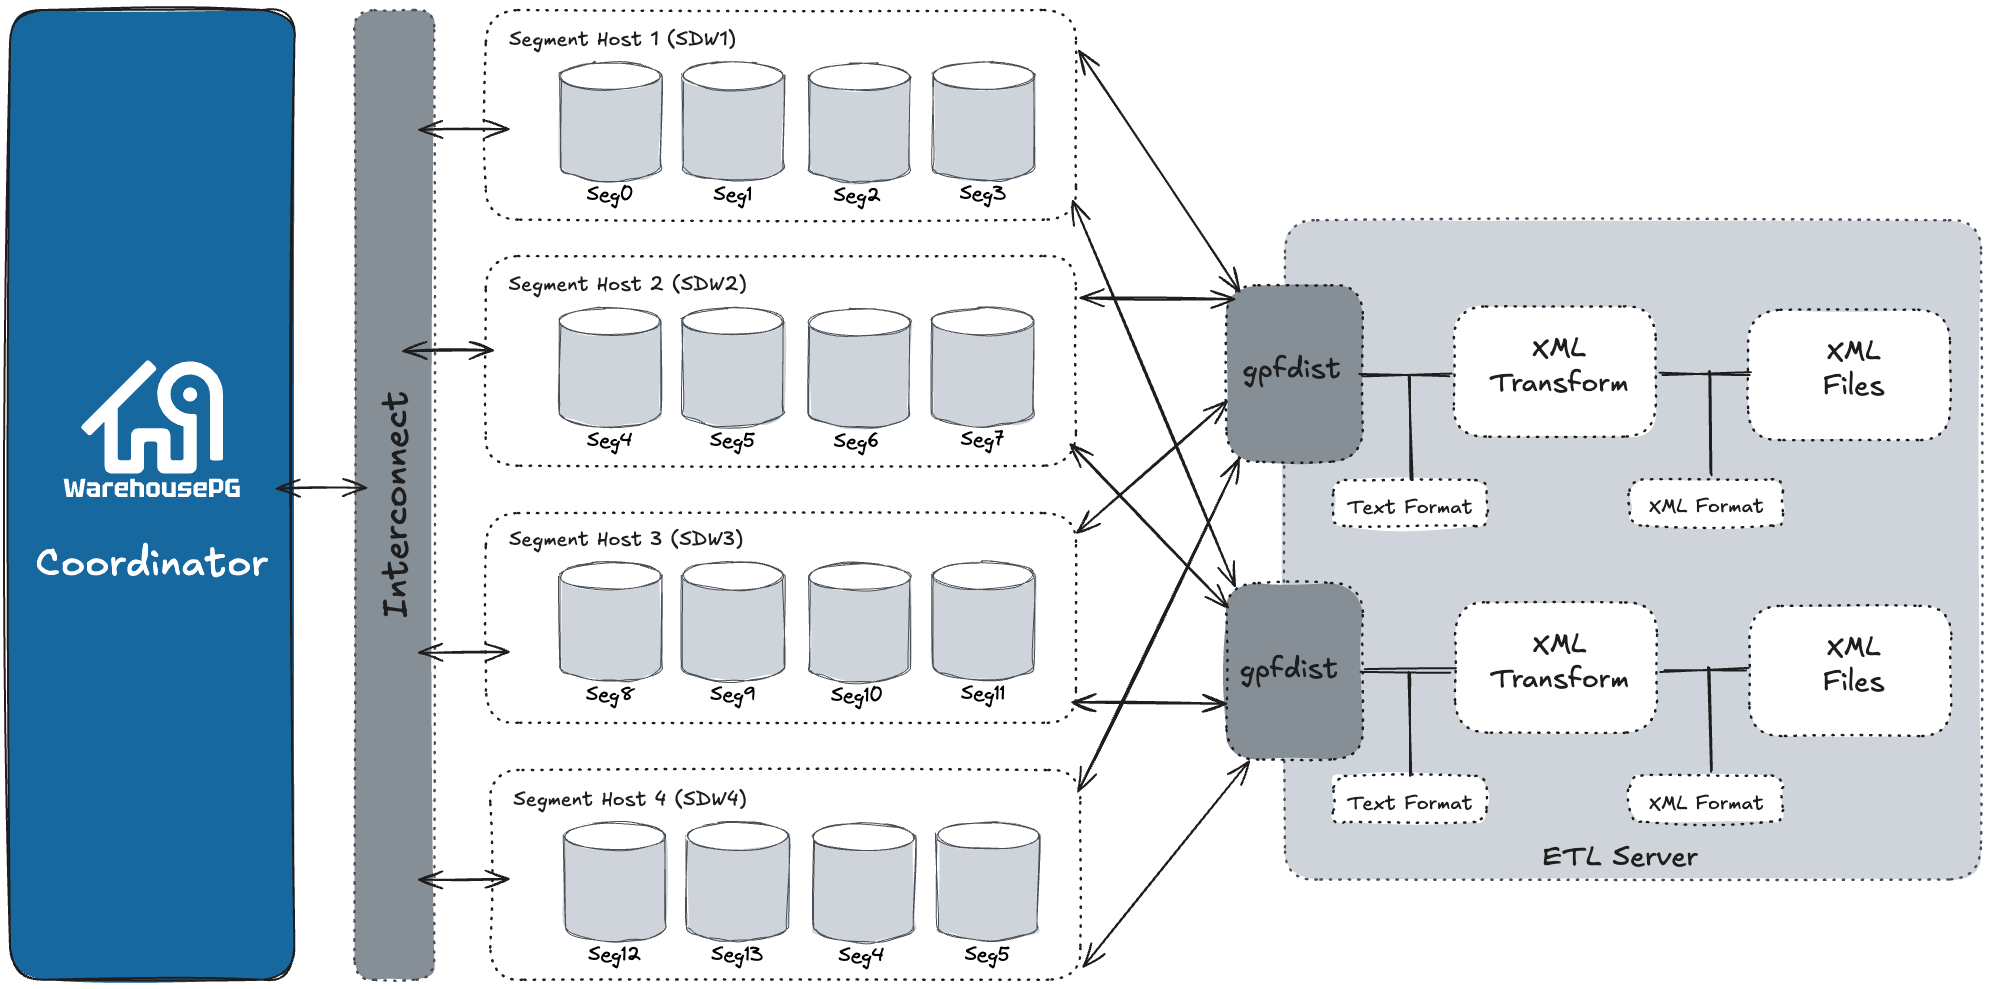 WarehousePG
Coordinator
Interconnect
Segment Host 1 (SDW1)
Seg0 Seg1 Seg2 Seg3
Segment Host 2 (SDW2)
Seg4 Seg5 Seg6 Seg7
Segment Host 3 (SDW3)
Seg8 Seg9 Seg10 Seg11
Segment Host 4 (SDW4)
Seg12 Seg13 Seg4 Seg5
gpfdist
XML
Transform
XML
Files
Text Format
XML Format
gpfdist
XML
Transform
XML
Files
Text Format
XML Format
ETL Server